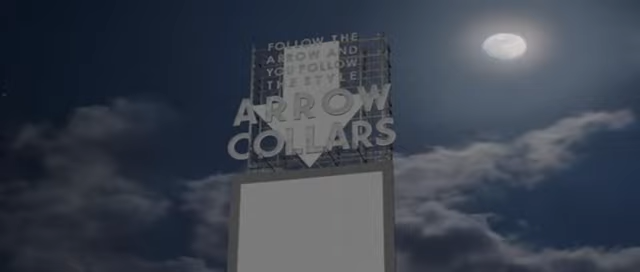 FOLLOW THE
ARROW AND
YOU FOLLOW
THE STYLE
ARROW
COLLARS